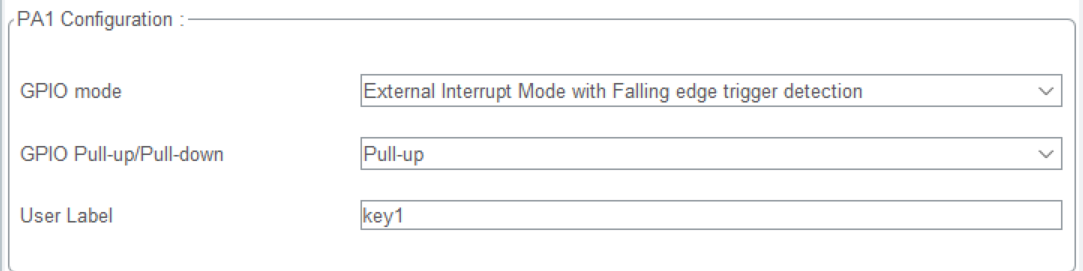 PA1 Configuration :
GPIO mode External Interrupt Mode with Falling edge trigger detection
GPIO Pull-up/Pull-down Pull-up
User Label key1